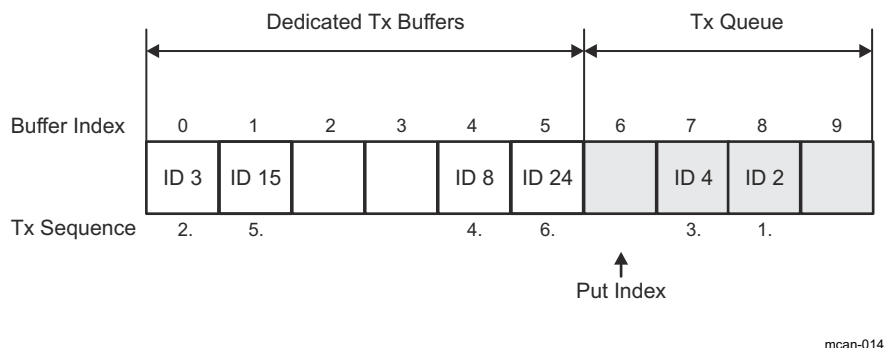 Dedicated Tx Buffers Tx Queue
Buffer Index 0 1 2 3 4 5 6 7 8 9
ID 3 ID 15 ID 8 ID 24 ID 4 ID 2
Tx Sequence 2. 5. 4. 6. 3. 1.
Put Index
mcan-014